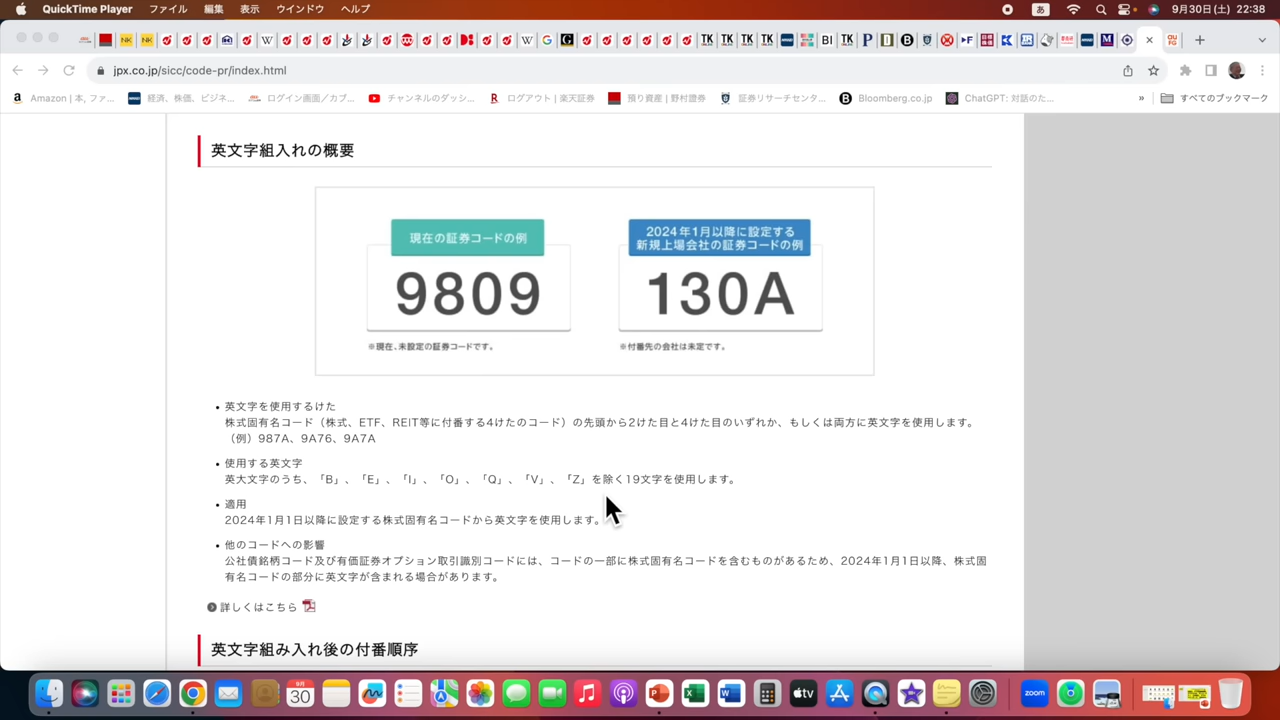 QuickTime Player ファイル 編集 表示 ウインドウ ヘルプ あ 9月30日(土) 22:38
jpx.co.jp/sicc/code-pr/index.html
Amazon | 本, ファ... 経済、株価、ビジネ... ログイン画面／カブ... チャンネルのダッシ... ログアウト | 楽天証券 預り資産 | 野村證券 証券リサーチセンタ... Bloomberg.co.jp ChatGPT: 対話のた... » すべてのブックマーク
英文字組入れの概要
現在の証券コードの例
9809
※現在、未設定の証券コードです。
2024年1月以降に設定する
新規上場会社の証券コードの例
130A
※付番先の会社は未定です。
• 英文字を使用するけた
株式固有名コード（株式、ETF、REIT等に付番する4けたのコード）の先頭から2けた目と4けた目のいずれか、もしくは両方に英文字を使用します。
（例）987A、9A76、9A7A
• 使用する英文字
英大文字のうち、「B」、「E」、「I」、「O」、「Q」、「V」、「Z」を除く19文字を使用します。
• 適用
2024年1月1日以降に設定する株式固有名コードから英文字を使用します。
• 他のコードへの影響
公社債銘柄コード及び有価証券オプション取引識別コードには、コードの一部に株式固有名コードを含むものがあるため、2024年1月1日以降、株式固
有名コードの部分に英文字が含まれる場合があります。
詳しくはこちら
英文字組み入れ後の付番順序
9月
30
tv
zoom